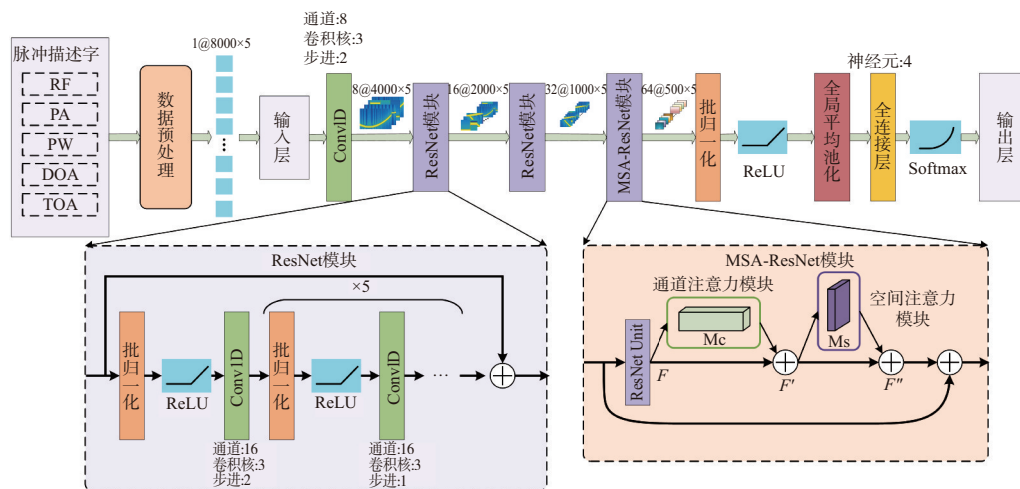 脉冲描述字
RF
PA
PW
DOA
TOA
数据预处理
1@8000×5
输入层
通道:8
卷积核:3
步进:2
Conv1D
8@4000×5
ResNet模块
16@2000×5
ResNet模块
32@1000×5
MSA-ResNet模块
64@500×5
批归一化
ReLU
全局平均池化
神经元:4
全连接层
Softmax
输出层
ResNet模块
×5
批归一化
ReLU
Conv1D
通道:16
卷积核:3
步进:2
批归一化
ReLU
Conv1D
通道:16
卷积核:3
步进:1
…
MSA-ResNet模块
通道注意力模块
Mc
空间注意力
模块
Ms
ResNet Unit
F
F′
F″